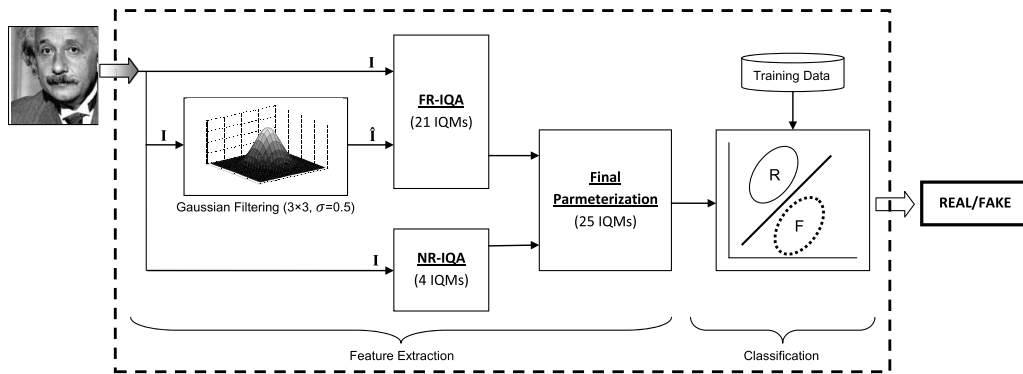 I
FR-IQA
(21 IQMs)
I
Î
Gaussian Filtering (3×3, σ=0.5)
I
NR-IQA
(4 IQMs)
Final
Parmeterization
(25 IQMs)
Training Data
R
F
REAL/FAKE
Feature Extraction
Classification